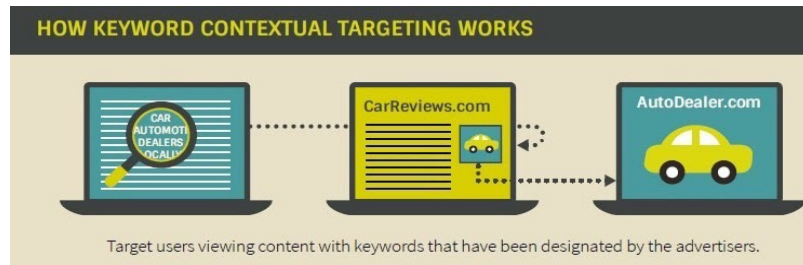 HOW KEYWORD CONTEXTUAL TARGETING WORKS
CAR
AUTOMOTI
DEALERS
LOCALLY
CarReviews.com
AutoDealer.com
Target users viewing content with keywords that have been designated by the advertisers.